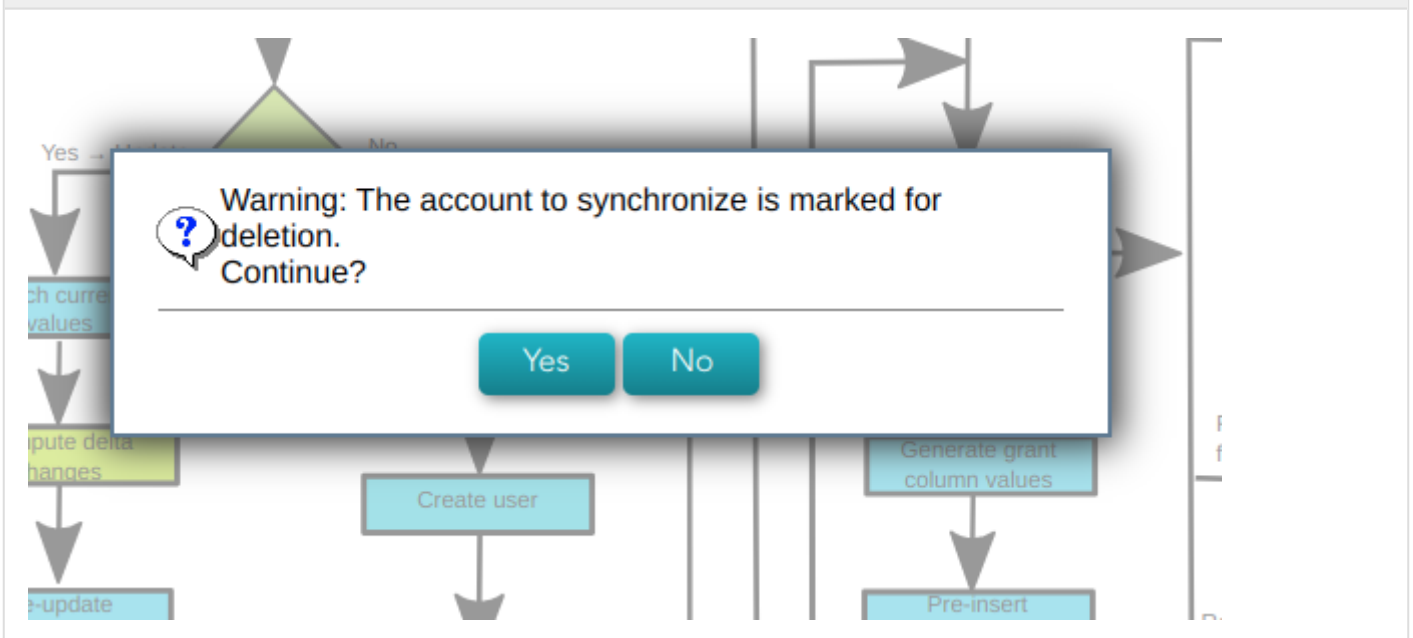 Yes → Update
No
Warning: The account to synchronize is marked for
deletion.
Continue?
Yes
No
ch curre
values
pute delta
hanges
Create user
Generate grant
column values
e-update
Pre-insert